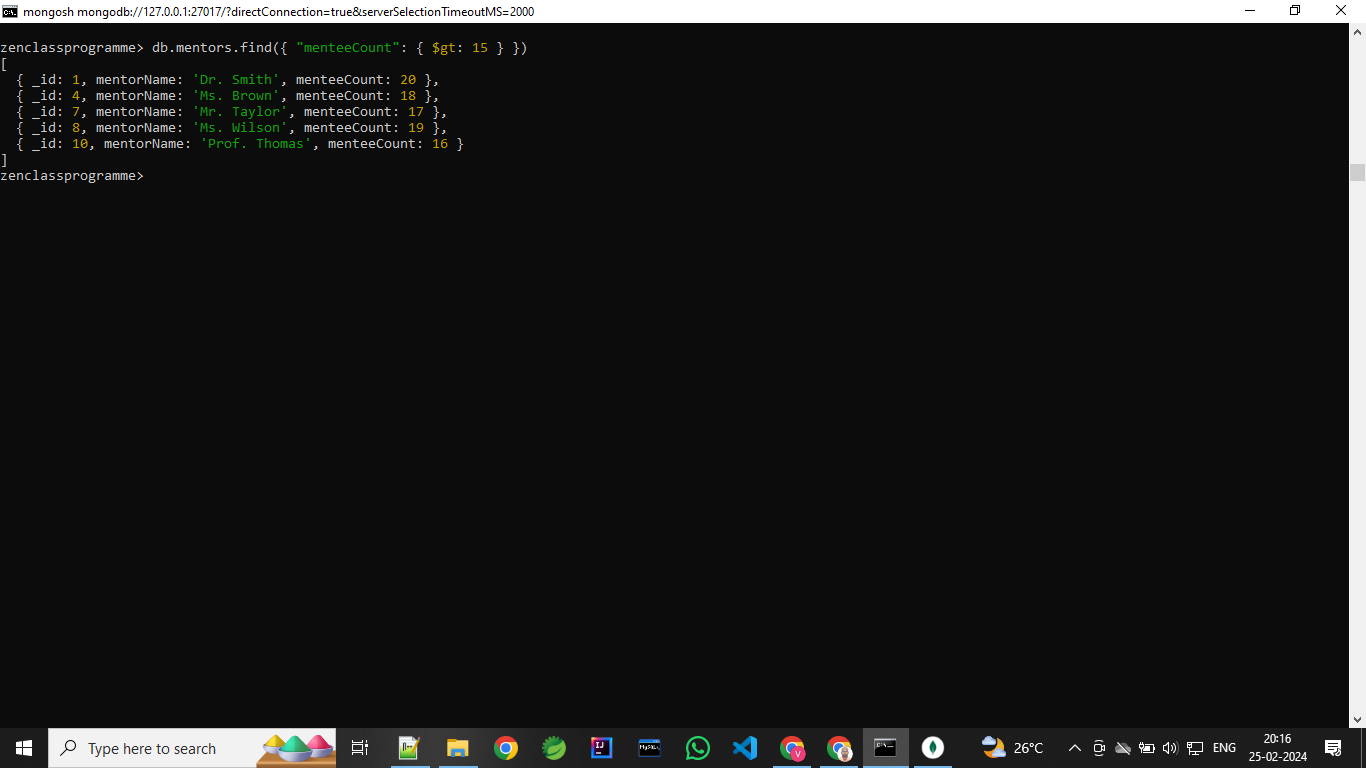 mongosh mongodb://127.0.0.1:27017/?directConnection=true&serverSelectionTimeoutMS=2000
zenclassprogramme> db.mentors.find({ "menteeCount": { $gt: 15 } })
[
  { _id: 1, mentorName: 'Dr. Smith', menteeCount: 20 },
  { _id: 4, mentorName: 'Ms. Brown', menteeCount: 18 },
  { _id: 7, mentorName: 'Mr. Taylor', menteeCount: 17 },
  { _id: 8, mentorName: 'Ms. Wilson', menteeCount: 19 },
  { _id: 10, mentorName: 'Prof. Thomas', menteeCount: 16 }
]
zenclassprogramme>
Type here to search
26°C
ENG
20:16
25-02-2024